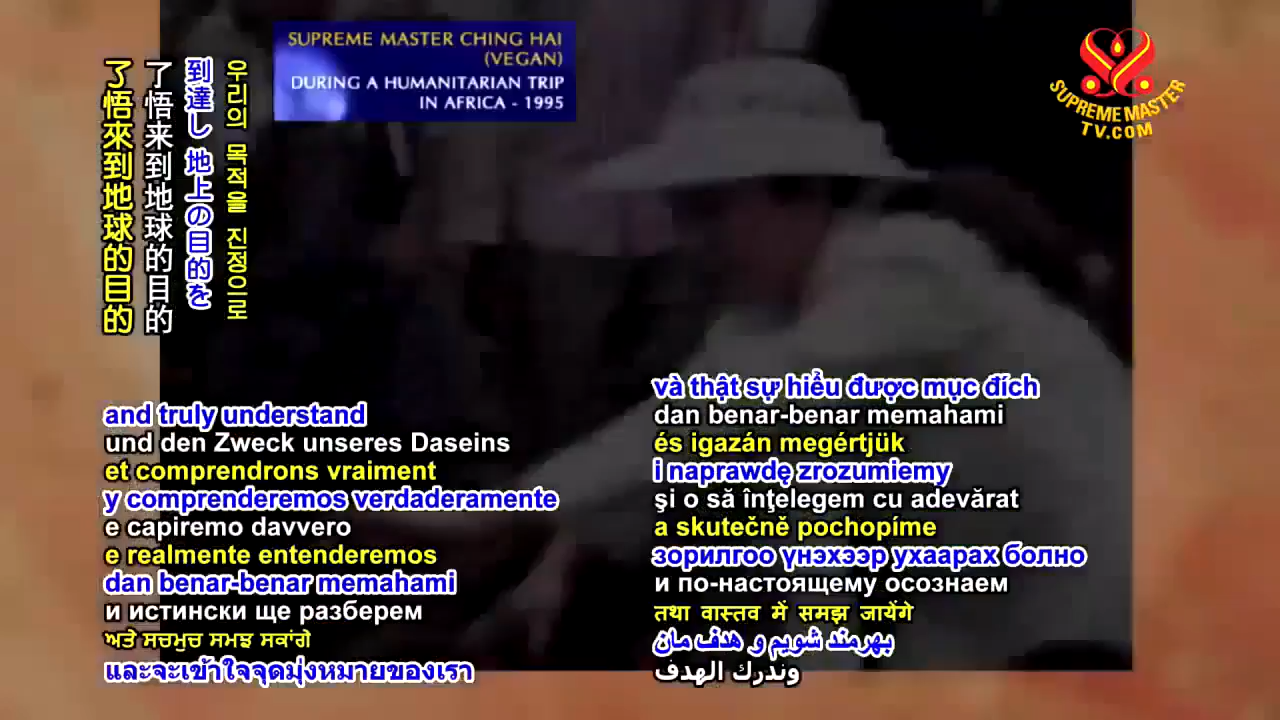 SUPREME MASTER CHING HAI
(VEGAN)
DURING A HUMANITARIAN TRIP
IN AFRICA - 1995
SUPREME MASTER
TV.COM
우리의 목적을 진정으로
到達し 地上の目的を
了悟来到地球的目的
了悟來到地球的目的
and truly understand
und den Zweck unseres Daseins
et comprendrons vraiment
y comprenderemos verdaderamente
e capiremo davvero
e realmente entenderemos
dan benar-benar memahami
и истински ще разберем
ਅਤੇ ਸਚਮੁਚ ਸਮਝ ਸਕਾਂਗੇ
และจะเข้าใจจุดมุ่งหมายของเรา
và thật sự hiểu được mục đích
dan benar-benar memahami
és igazán megértjük
i naprawdę zrozumiemy
şi o să înţelegem cu adevărat
a skutečně pochopíme
зорилгоо үнэхээр ухаарах болно
и по-настоящему осознаем
तथा वास्तव में समझ जायेंगे
بهرمند شويم و هدف مان
وندرك الهدف